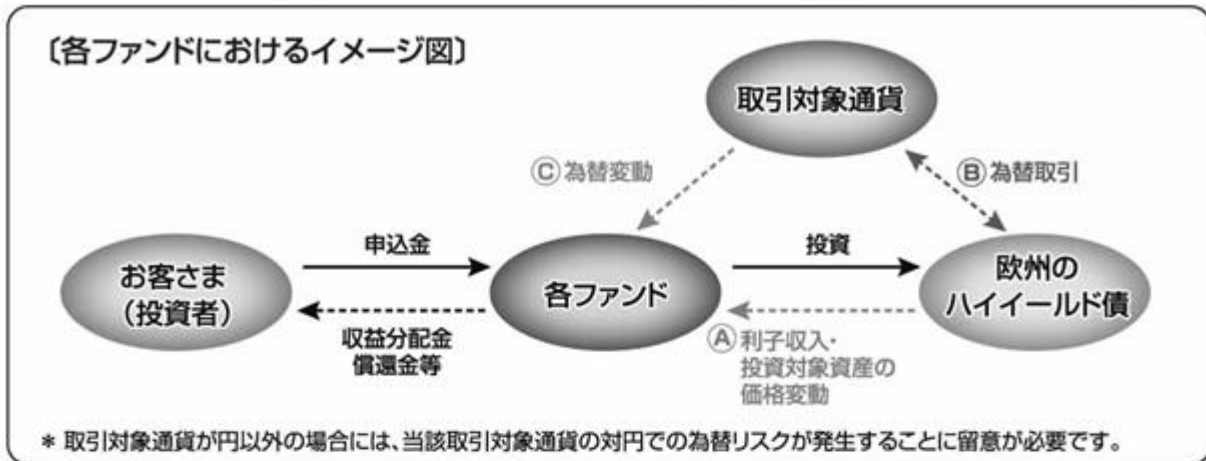 〔各ファンドにおけるイメージ図〕
取引対象通貨
Ⓒ為替変動
Ⓑ為替取引
お客さま
（投資者）
申込金
収益分配金
償還金等
各ファンド
投資
Ⓐ利子収入・
投資対象資産の
価格変動
欧州の
ハイイールド債
* 取引対象通貨が円以外の場合には、当該取引対象通貨の対円での為替リスクが発生することに留意が必要です。